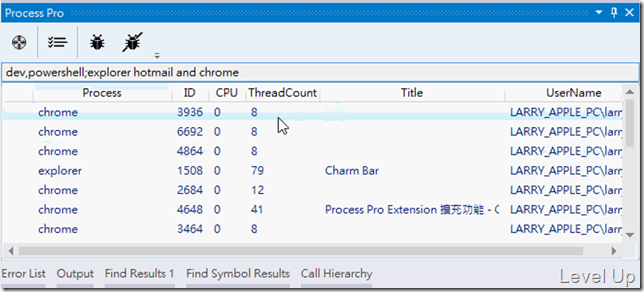 Process Pro
dev,powershell;explorer hotmail and chrome
Process ID CPU ThreadCount Title UserName
chrome 3936 0 8 LARRY_APPLE_PC\larr
chrome 6692 0 8 LARRY_APPLE_PC\larr
chrome 4864 0 8 LARRY_APPLE_PC\larr
explorer 1508 0 79 Charm Bar LARRY_APPLE_PC\larr
chrome 2684 0 12 LARRY_APPLE_PC\larr
chrome 4648 0 41 Process Pro Extension 擴充功能 - C LARRY_APPLE_PC\larr
chrome 3464 0 8 LARRY_APPLE_PC\larr
Error List Output Find Results 1 Find Symbol Results Call Hierarchy
Level Up